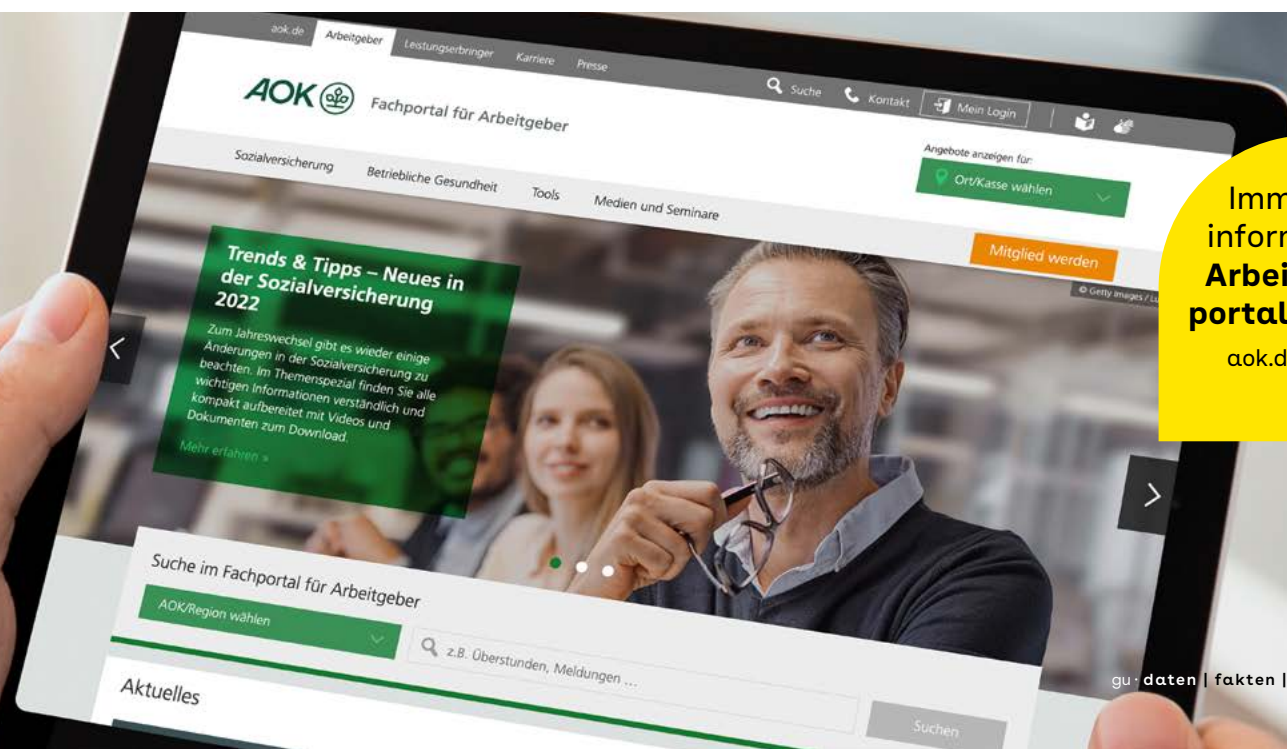 aok.de Arbeitgeber Leistungserbringer Karriere Presse
Suche Kontakt Mein Login
AOK Fachportal für Arbeitgeber
Angebote anzeigen für:
Ort/Kasse wählen
Sozialversicherung Betriebliche Gesundheit Tools Medien und Seminare
Mitglied werden
© Getty Images / Lu
Trends & Tipps – Neues in
der Sozialversicherung
2022
Zum Jahreswechsel gibt es wieder einige
Änderungen in der Sozialversicherung zu
beachten. Im Themenspezial finden Sie alle
wichtigen Informationen verständlich und
kompakt aufbereitet mit Videos und
Dokumenten zum Download.
Mehr erfahren »
Imm
inform
Arbei
portal
aok.d
Suche im Fachportal für Arbeitgeber
AOK/Region wählen
z.B. Überstunden, Meldungen ...
Suchen
Aktuelles
gu · daten | fakten |